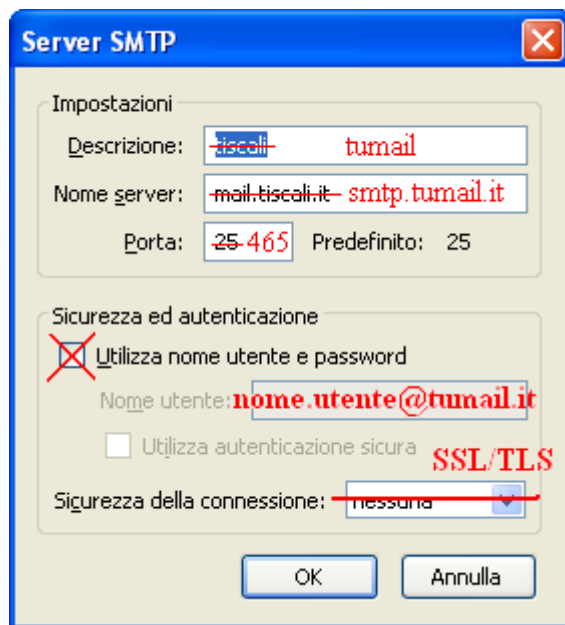 Server SMTP
Impostazioni
Descrizione: tiscali tumail
Nome server: mail.tiscali.it smtp.tumail.it
Porta: 25 465 Predefinito: 25
Sicurezza ed autenticazione
Utilizza nome utente e password
Nome utente: nome.utente@tumail.it
Utilizza autenticazione sicura
SSL/TLS
Sicurezza della connessione: nessuna
OK Annulla